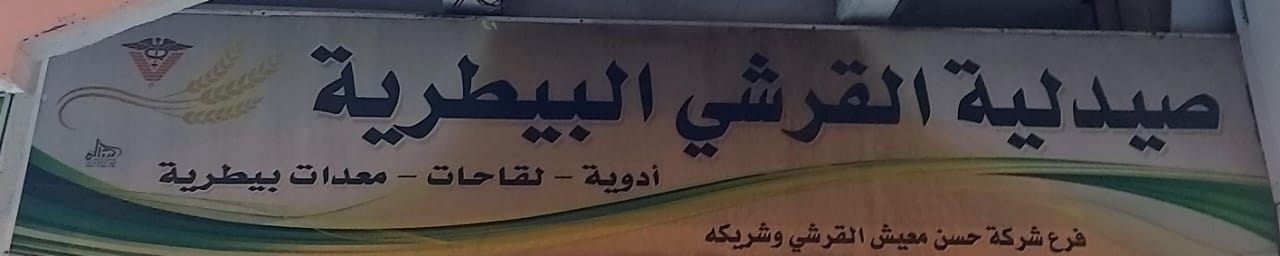 صيدلية القرشي البيطرية
أدوية - لقاحات - معدات بيطرية
فرع شركة حسن معيش القرشي وشريكه